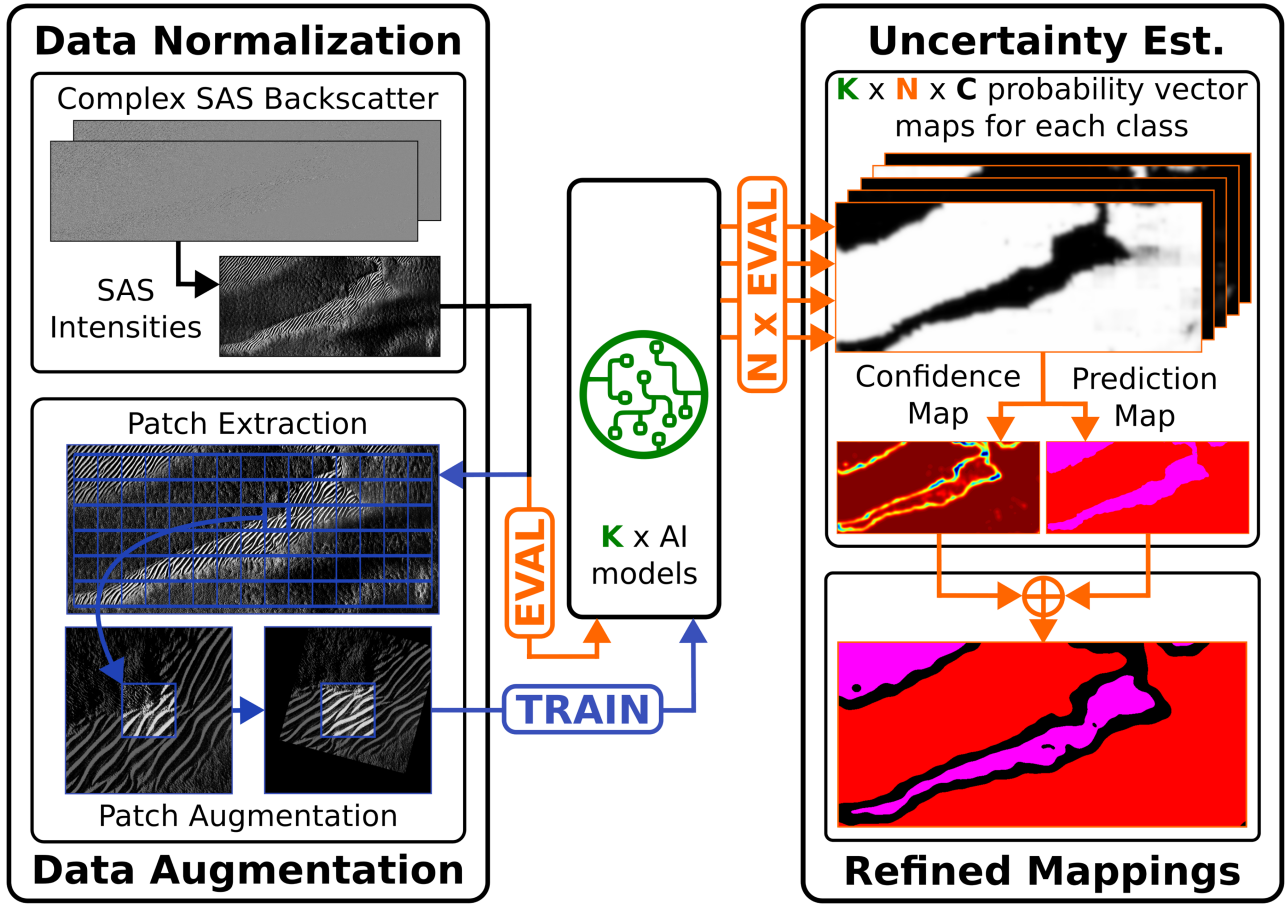 Data Normalization
Complex SAS Backscatter
SAS
Intensities
Patch Extraction
Patch Augmentation
Data Augmentation
EVAL
TRAIN
K x AI
models
N x EVAL
Uncertainty Est.
K x N x C probability vector
maps for each class
Confidence
Map
Prediction
Map
Refined Mappings